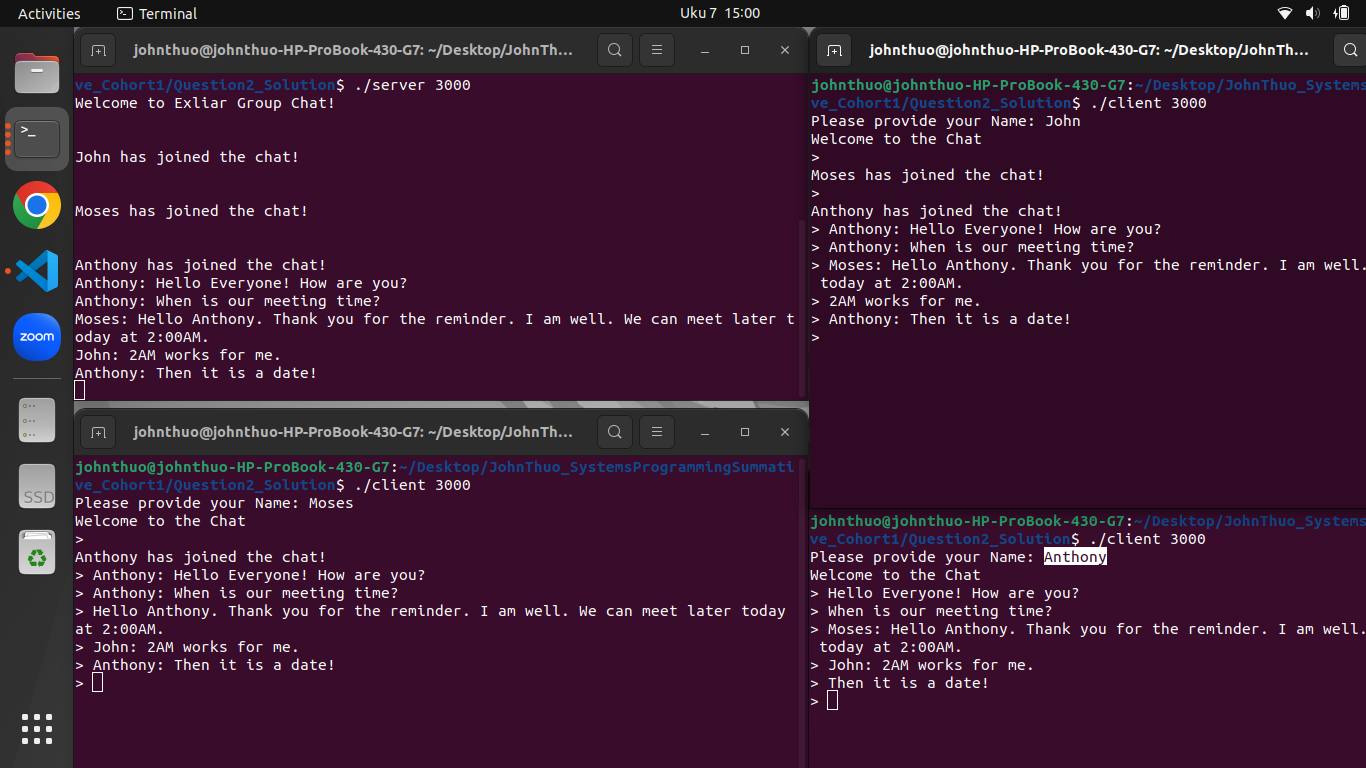 Activities
Terminal
Uku 7 15:00
johnthuo@johnthuo-HP-ProBook-430-G7: ~/Desktop/JohnTh...
ve_Cohort1/Question2_Solution$ ./server 3000
Welcome to Exliar Group Chat!
John has joined the chat!
Moses has joined the chat!
Anthony has joined the chat!
Anthony: Hello Everyone! How are you?
Anthony: When is our meeting time?
Moses: Hello Anthony. Thank you for the reminder. I am well. We can meet later t
oday at 2:00AM.
John: 2AM works for me.
Anthony: Then it is a date!
johnthuo@johnthuo-HP-ProBook-430-G7: ~/Desktop/JohnTh...
johnthuo@johnthuo-HP-ProBook-430-G7:~/Desktop/JohnThuo_Systems
ve_Cohort1/Question2_Solution$ ./client 3000
Please provide your Name: John
Welcome to the Chat
>
Moses has joined the chat!
>
Anthony has joined the chat!
> Anthony: Hello Everyone! How are you?
> Anthony: When is our meeting time?
> Moses: Hello Anthony. Thank you for the reminder. I am well.
today at 2:00AM.
> 2AM works for me.
> Anthony: Then it is a date!
>
johnthuo@johnthuo-HP-ProBook-430-G7: ~/Desktop/JohnTh...
johnthuo@johnthuo-HP-ProBook-430-G7:~/Desktop/JohnThuo_SystemsProgrammingSummati
ve_Cohort1/Question2_Solution$ ./client 3000
Please provide your Name: Moses
Welcome to the Chat
>
Anthony has joined the chat!
> Anthony: Hello Everyone! How are you?
> Anthony: When is our meeting time?
> Hello Anthony. Thank you for the reminder. I am well. We can meet later today
at 2:00AM.
> John: 2AM works for me.
> Anthony: Then it is a date!
>
johnthuo@johnthuo-HP-ProBook-430-G7:~/Desktop/JohnThuo_Systems
ve_Cohort1/Question2_Solution$ ./client 3000
Please provide your Name: Anthony
Welcome to the Chat
> Hello Everyone! How are you?
> When is our meeting time?
> Moses: Hello Anthony. Thank you for the reminder. I am well.
today at 2:00AM.
> John: 2AM works for me.
> Then it is a date!
>
>_
zoom
SSD